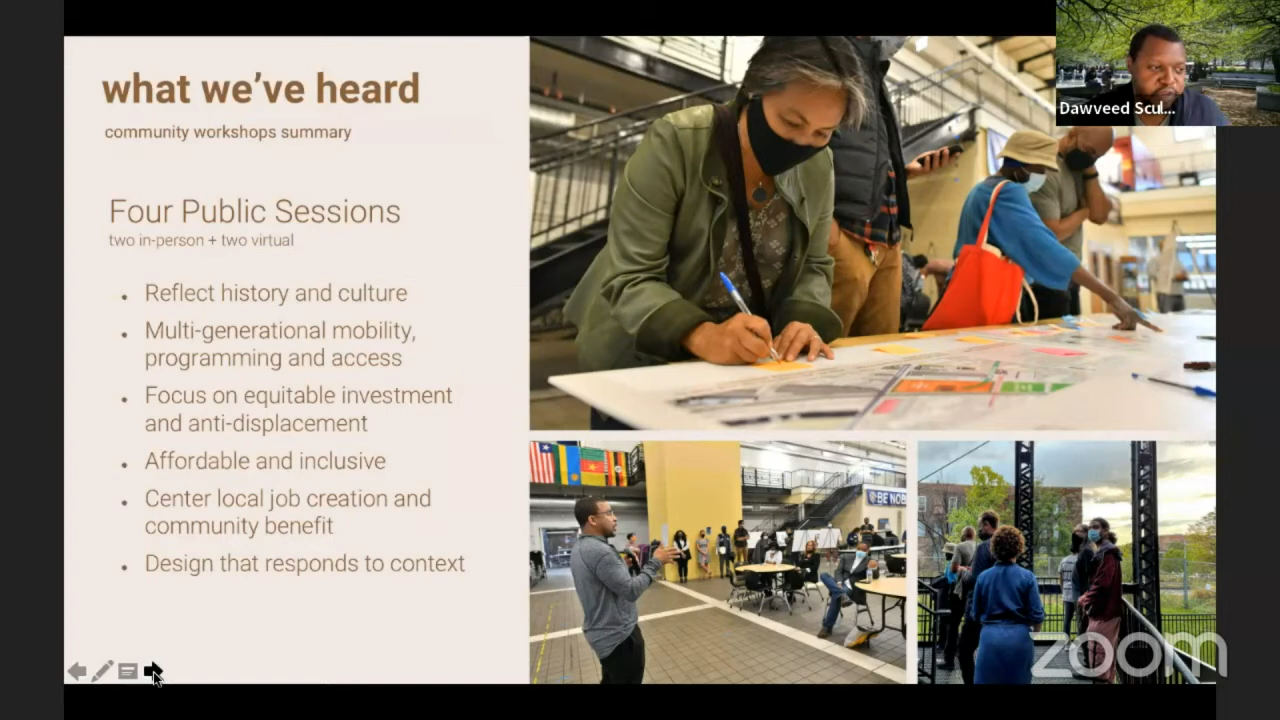 what we've heard
community workshops summary
Four Public Sessions
two in-person + two virtual
• Reflect history and culture
• Multi-generational mobility,
programming and access
• Focus on equitable investment
and anti-displacement
• Affordable and inclusive
• Center local job creation and
community benefit
• Design that responds to context
Dawveed Scul...
BE NOB
zoom